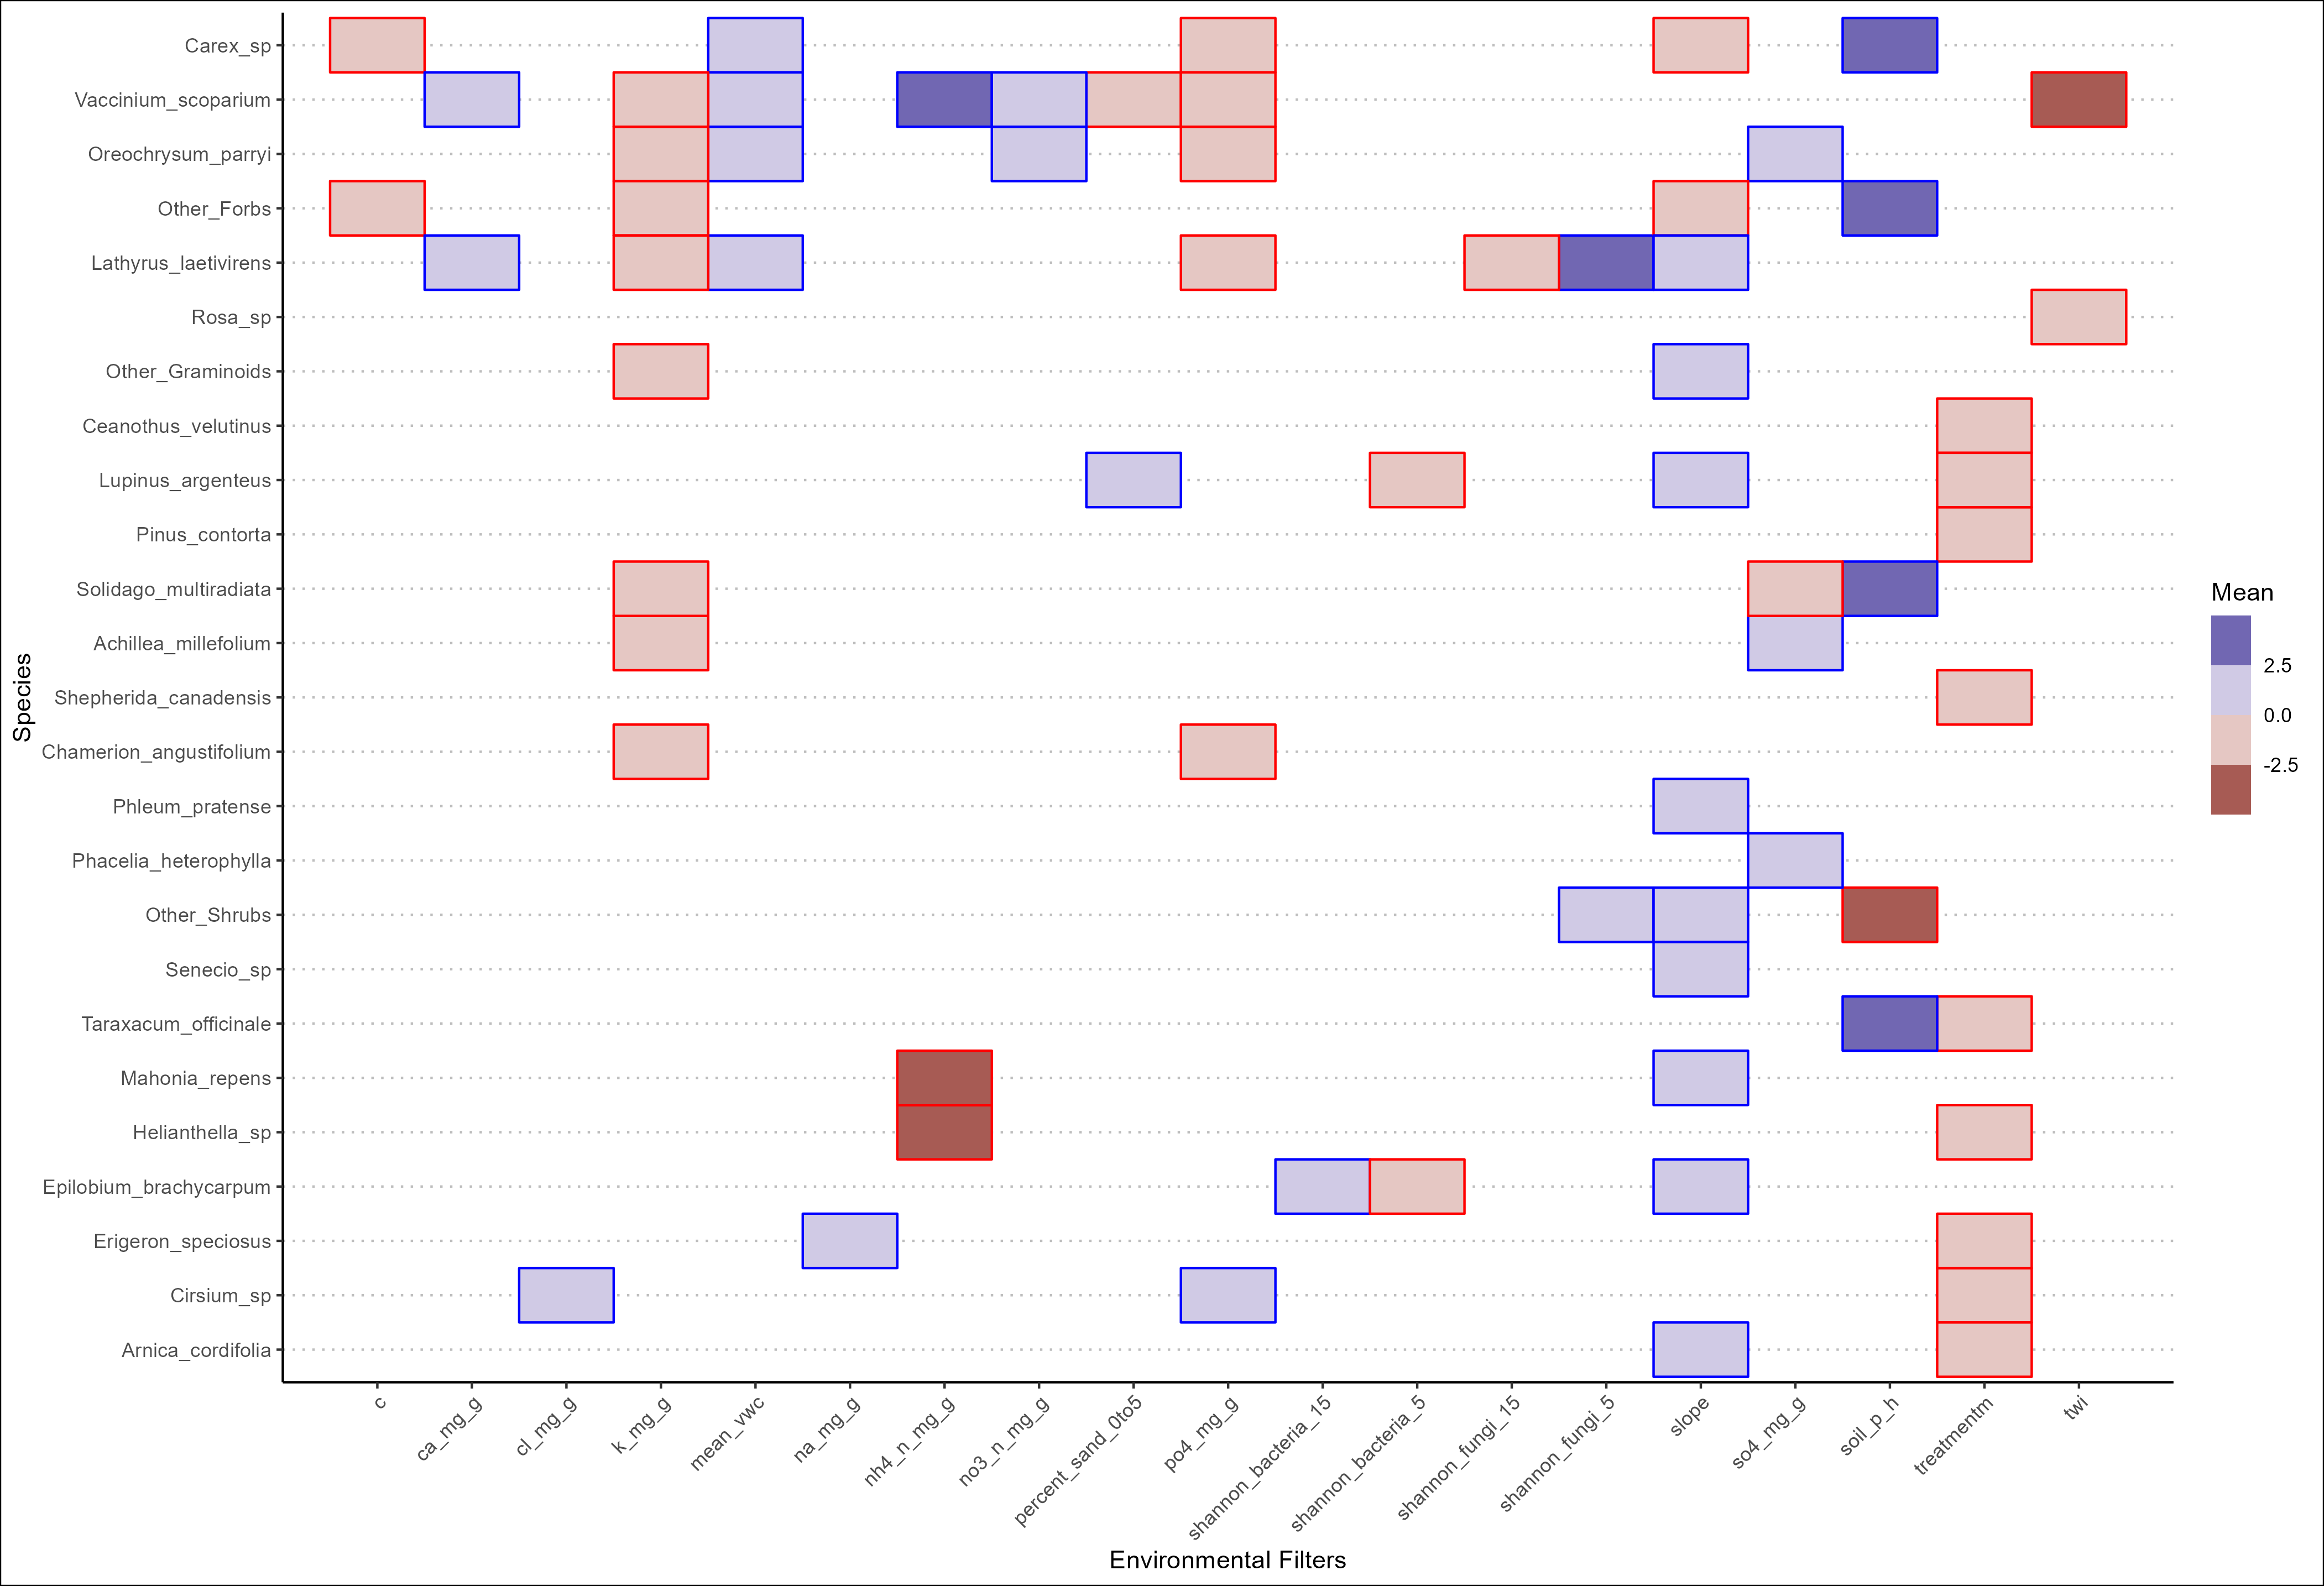 Species
Carex_sp
Vaccinium_scoparium
Oreochrysum_parryi
Other_Forbs
Lathyrus_laetivirens
Rosa_sp
Other_Graminoids
Ceanothus_velutinus
Lupinus_argenteus
Pinus_contorta
Solidago_multiradiata
Achillea_millefolium
Shepherida_canadensis
Chamerion_angustifolium
Phleum_pratense
Phacelia_heterophylla
Other_Shrubs
Senecio_sp
Taraxacum_officinale
Mahonia_repens
Helianthella_sp
Epilobium_brachycarpum
Erigeron_speciosus
Cirsium_sp
Arnica_cordifolia
c
ca_mg_g
cl_mg_g
k_mg_g
mean_vwc
na_mg_g
nh4_n_mg_g
no3_n_mg_g
percent_sand_0to5
po4_mg_g
shannon_bacteria_15
shannon_bacteria_5
shannon_fungi_15
shannon_fungi_5
slope
so4_mg_g
soil_p_h
treatmentm
twi
Environmental Filters
Mean
2.5
0.0
-2.5